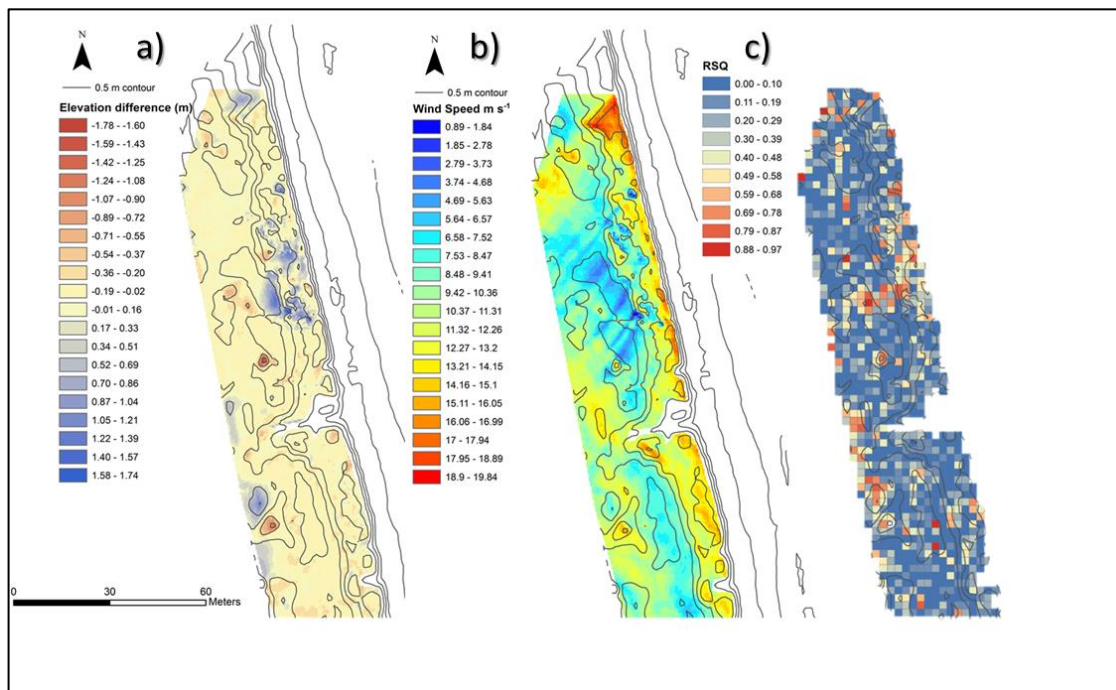 a)
N
0.5 m contour
Elevation difference (m)
-1.78 - -1.60
-1.59 - -1.43
-1.42 - -1.25
-1.24 - -1.08
-1.07 - -0.90
-0.89 - -0.72
-0.71 - -0.55
-0.54 - -0.37
-0.36 - -0.20
-0.19 - -0.02
-0.01 - 0.16
0.17 - 0.33
0.34 - 0.51
0.52 - 0.69
0.70 - 0.86
0.87 - 1.04
1.05 - 1.21
1.22 - 1.39
1.40 - 1.57
1.58 - 1.74
0 30 60
Meters
b)
N
0.5 m contour
Wind Speed m s⁻¹
0.89 - 1.84
1.85 - 2.78
2.79 - 3.73
3.74 - 4.68
4.69 - 5.63
5.64 - 6.57
6.58 - 7.52
7.53 - 8.47
8.48 - 9.41
9.42 - 10.36
10.37 - 11.31
11.32 - 12.26
12.27 - 13.2
13.21 - 14.15
14.16 - 15.1
15.11 - 16.05
16.06 - 16.99
17 - 17.94
17.95 - 18.89
18.9 - 19.84
c)
RSQ
0.00 - 0.10
0.11 - 0.19
0.20 - 0.29
0.30 - 0.39
0.40 - 0.48
0.49 - 0.58
0.59 - 0.68
0.69 - 0.78
0.79 - 0.87
0.88 - 0.97